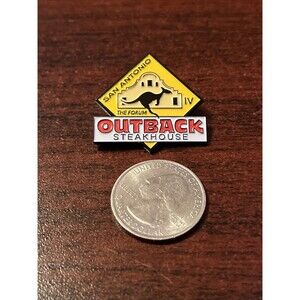 SAN ANTONIO
IV
THE FORUM
OUTBACK
STEAKHOUSE